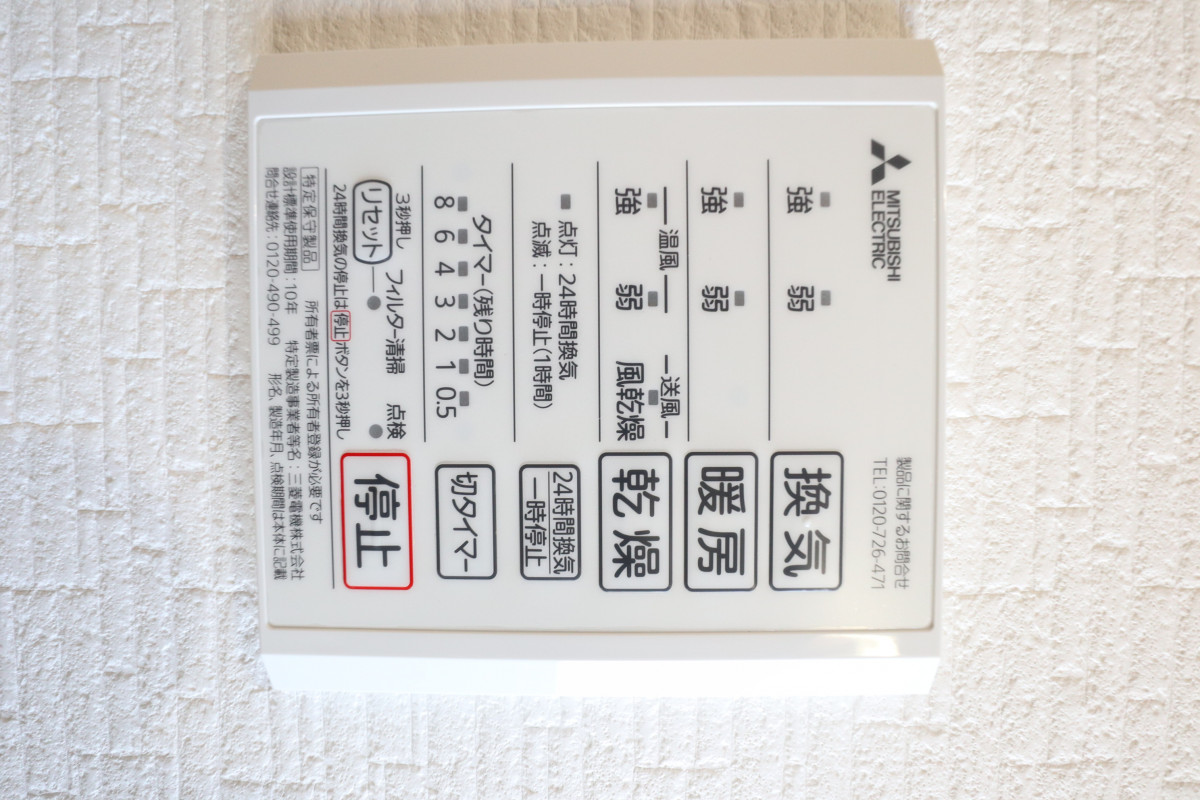 MITSUBISHI
ELECTRIC
製品に関するお問合せ
TEL:0120-726-471
強 弱
換気
強 弱
暖房
温風 送風
強 弱 風乾燥
乾燥
点灯：24時間換気
点滅：一時停止(1時間)
24時間換気
一時停止
タイマー(残り時間)
8 6 4 3 2 1 0.5
切タイマー
3秒押し フィルター清掃 点検
リセット
停止
24時間換気の停止は停止ボタンを3秒押し
特定保守製品 所有者票による所有者登録が必要です
設計標準使用期間：10年 特定製造事業者等名：三菱電機株式会社
問合せ連絡先：0120-490-499 形名、製造年月、点検期間は本体に記載